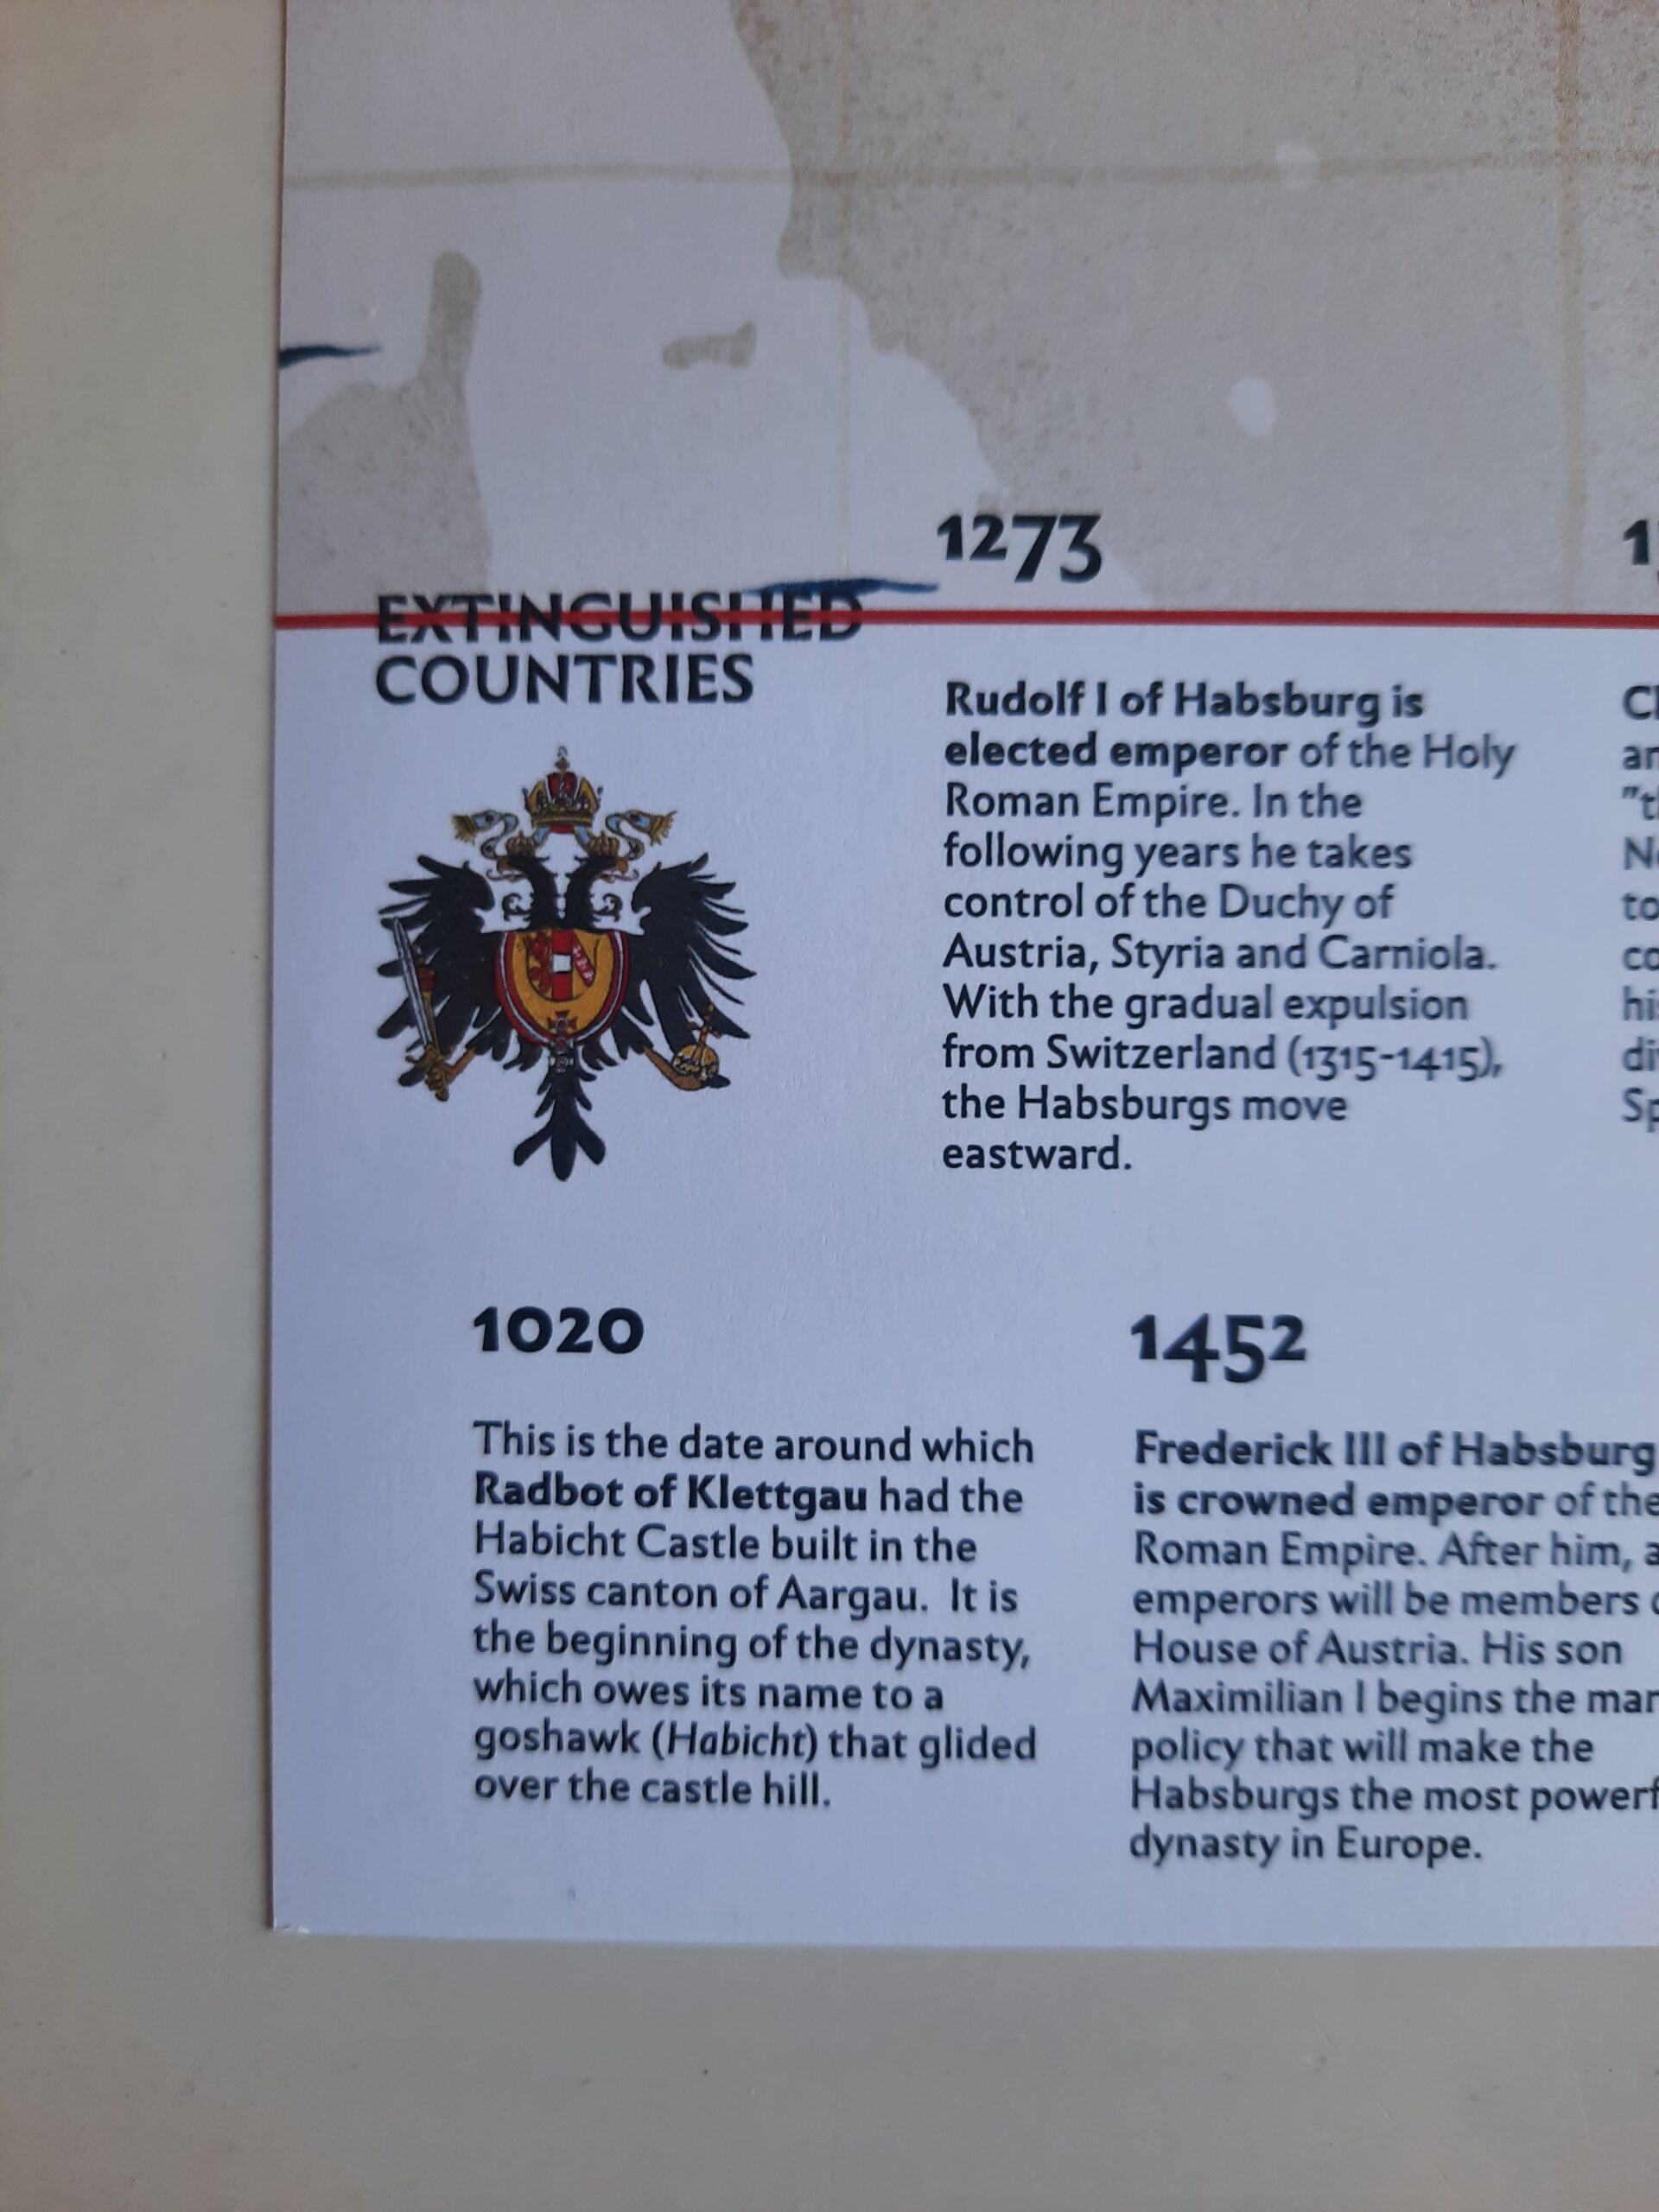 EXTINGUISHED
COUNTRIES
1273
Rudolf I of Habsburg is
elected emperor of the Holy
Roman Empire. In the
following years he takes
control of the Duchy of
Austria, Styria and Carniola.
With the gradual expulsion
from Switzerland (1315-1415),
the Habsburgs move
eastward.
1020
This is the date around which
Radbot of Klettgau had the
Habicht Castle built in the
Swiss canton of Aargau. It is
the beginning of the dynasty,
which owes its name to a
goshawk (Habicht) that glided
over the castle hill.
1452
Frederick III of Habsburg
is crowned emperor of the
Roman Empire. After him,
emperors will be members
House of Austria. His son
Maximilian I begins the
policy that will make the
Habsburgs the most
dynasty in Europe.